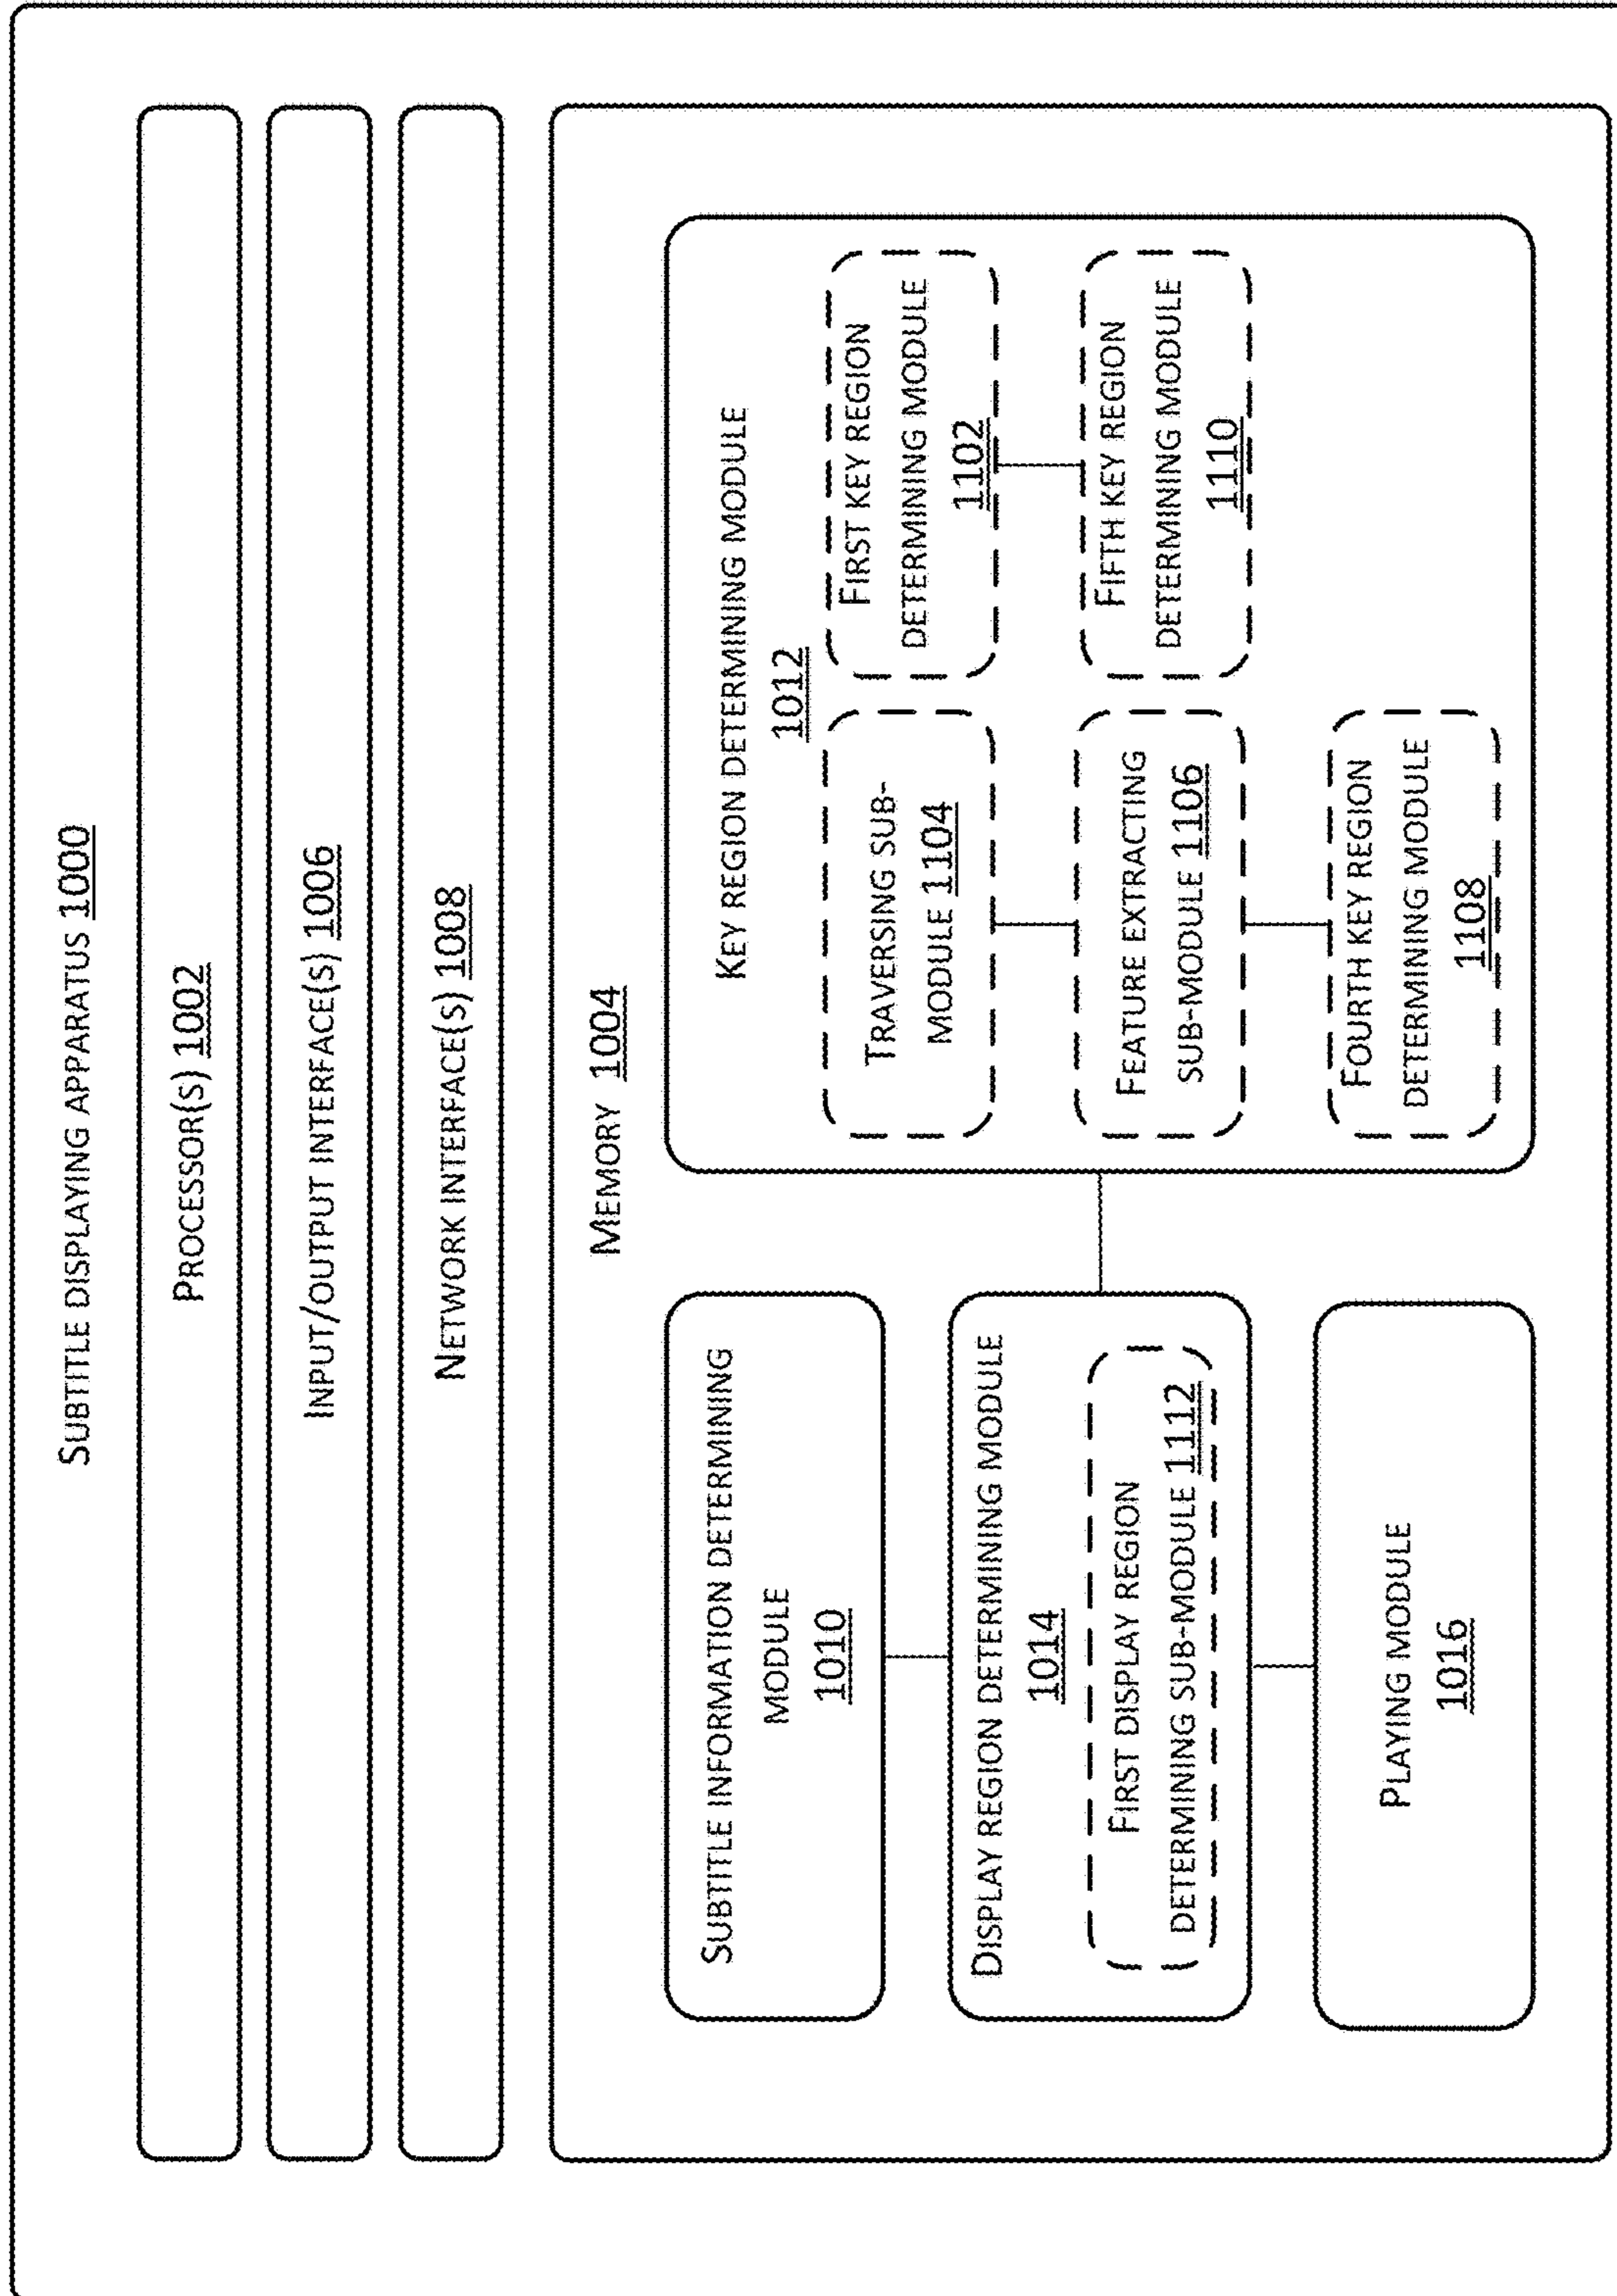 SUBTITLE DISPLAYING APPARATUS 1000
PROCESSOR(S) 1002
INPUT/OUTPUT INTERFACE(S) 1006
NETWORK INTERFACE(S) 1008
MEMORY 1004
SUBTITLE INFORMATION DETERMINING
MODULE
1010
DISPLAY REGION DETERMINING MODULE
1014
FIRST DISPLAY REGION
DETERMINING SUB-MODULE 1112
PLAYING MODULE
1016
KEY REGION DETERMINING MODULE
1012
TRAVERSING SUB-
MODULE 1104
FEATURE EXTRACTING
SUB-MODULE 1106
FOURTH KEY REGION
DETERMINING MODULE
1108
FIRST KEY REGION
DETERMINING MODULE
1102
FIFTH KEY REGION
DETERMINING MODULE
1110